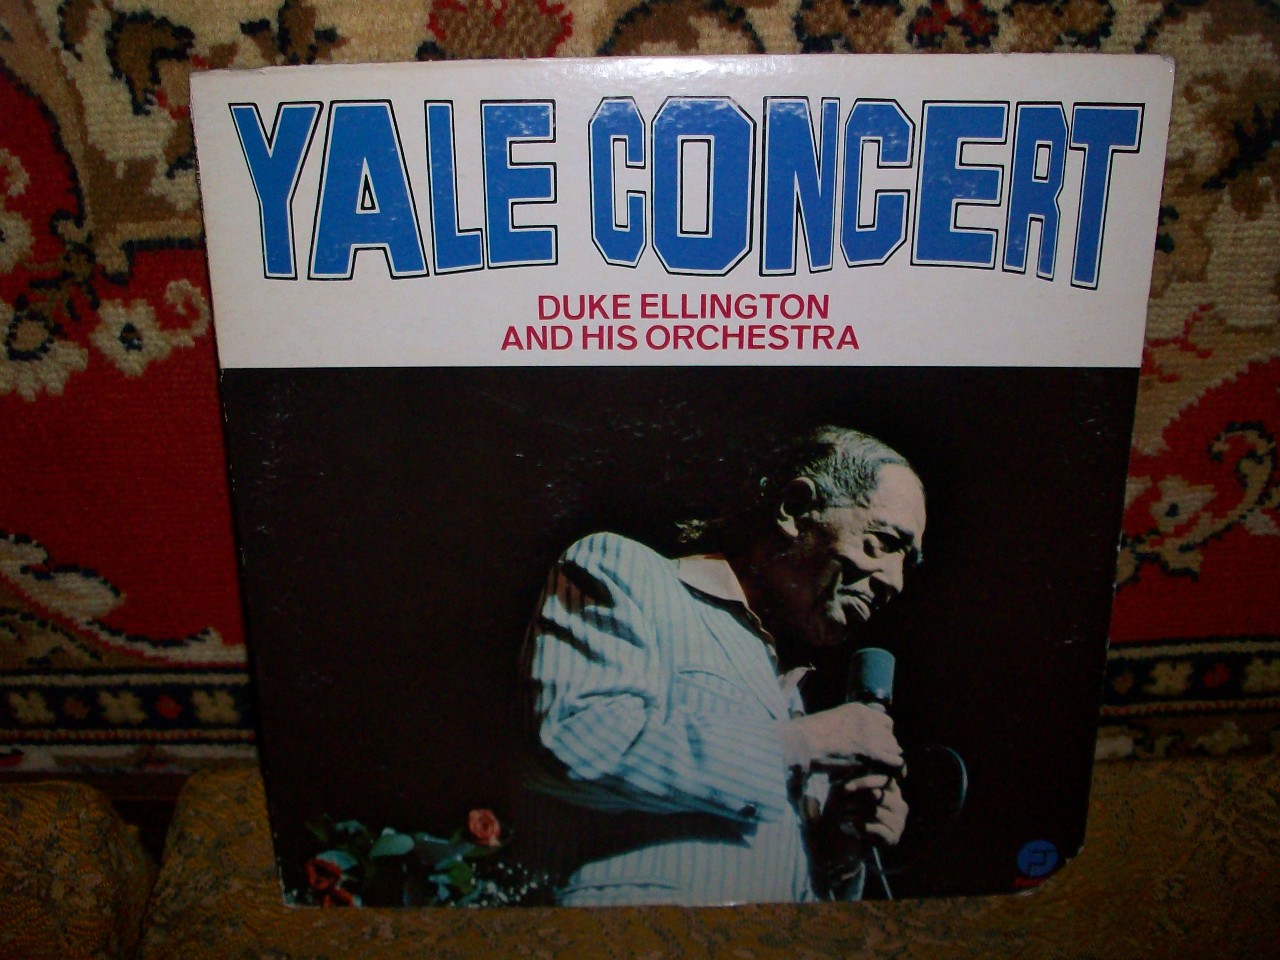 YALE CONCERT
DUKE ELLINGTON
AND HIS ORCHESTRA